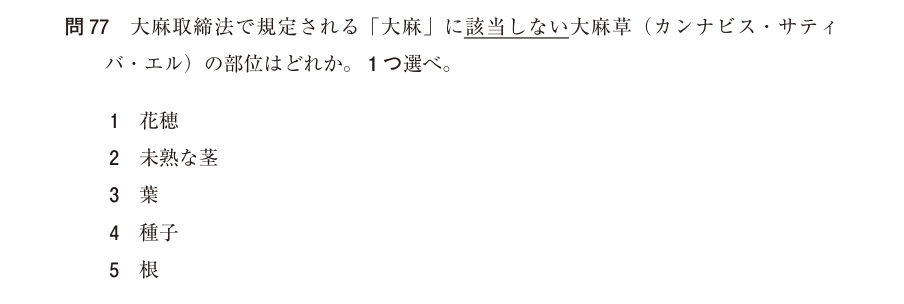 問77 大麻取締法で規定される「大麻」に該当しない大麻草（カンナビス・サティ
バ・エル）の部位はどれか。1つ選べ。
1 花穂
2 未熟な茎
3 葉
4 種子
5 根